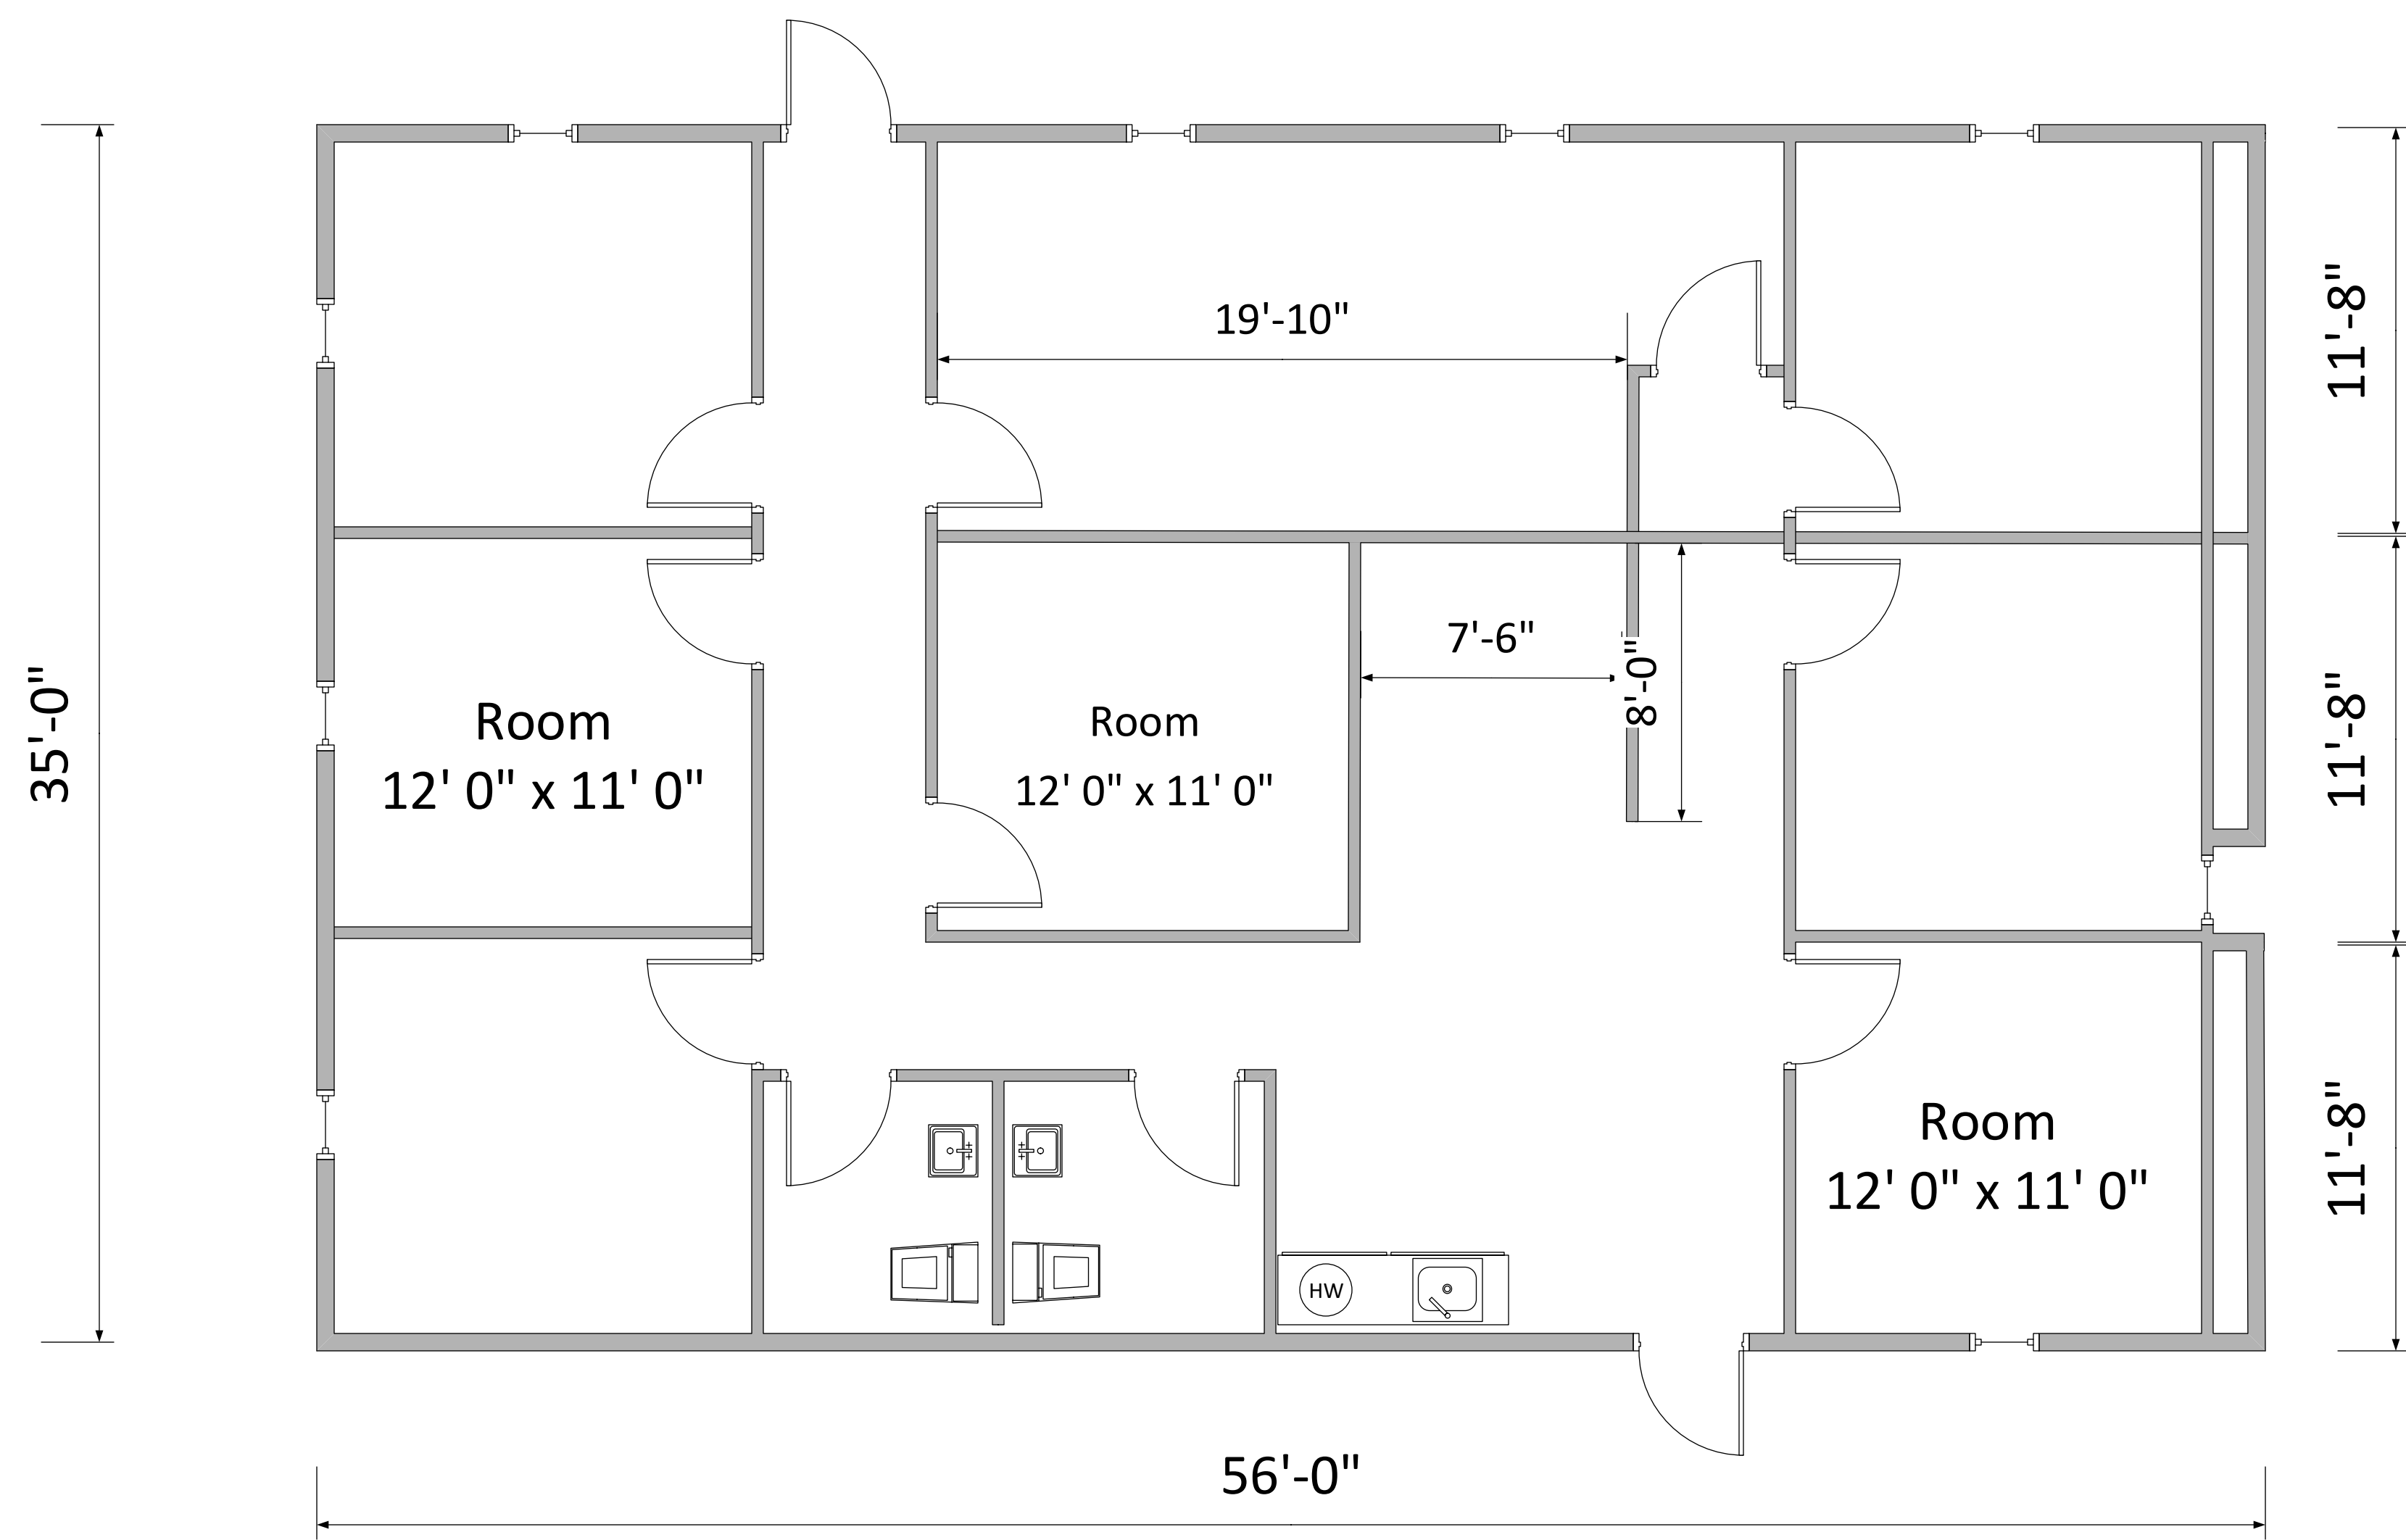 19'-10"
11'-8"
7'-6"
8'-0"
35'-0"
Room
12' 0" x 11' 0"
Room
12' 0" x 11' 0"
11'-8"
Room
12' 0" x 11' 0"
11'-8"
HW
56'-0"